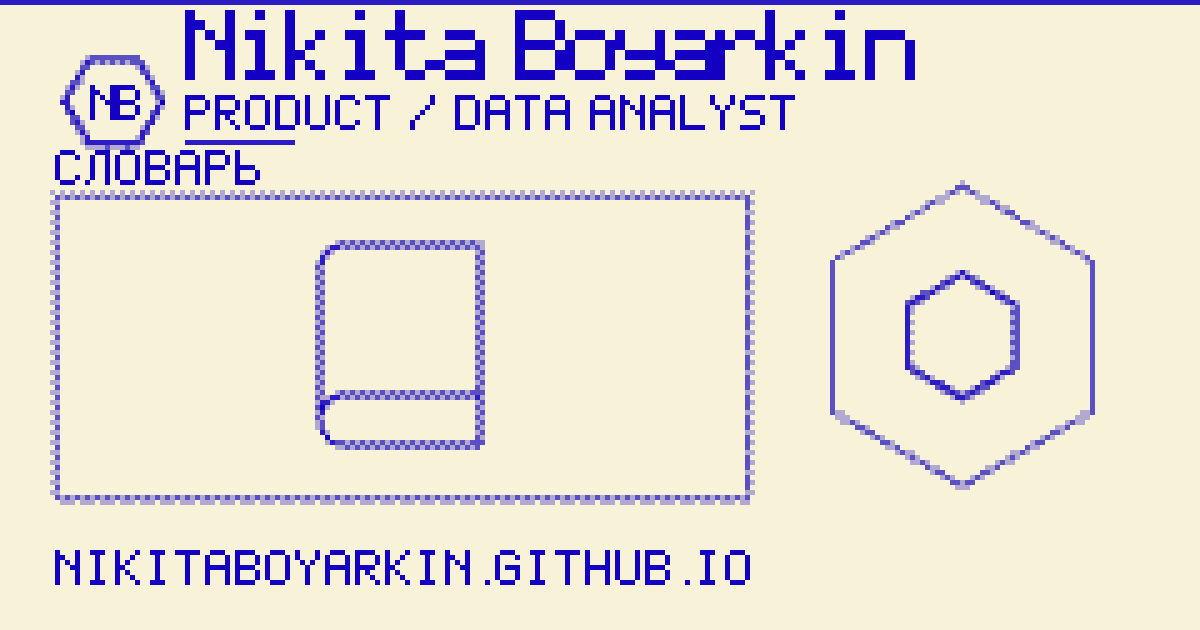 Nikita Boyarkin
NB
PRODUCT / DATA ANALYST
СЛОВАРЬ
NIKITABOYARKIN.GITHUB.IO